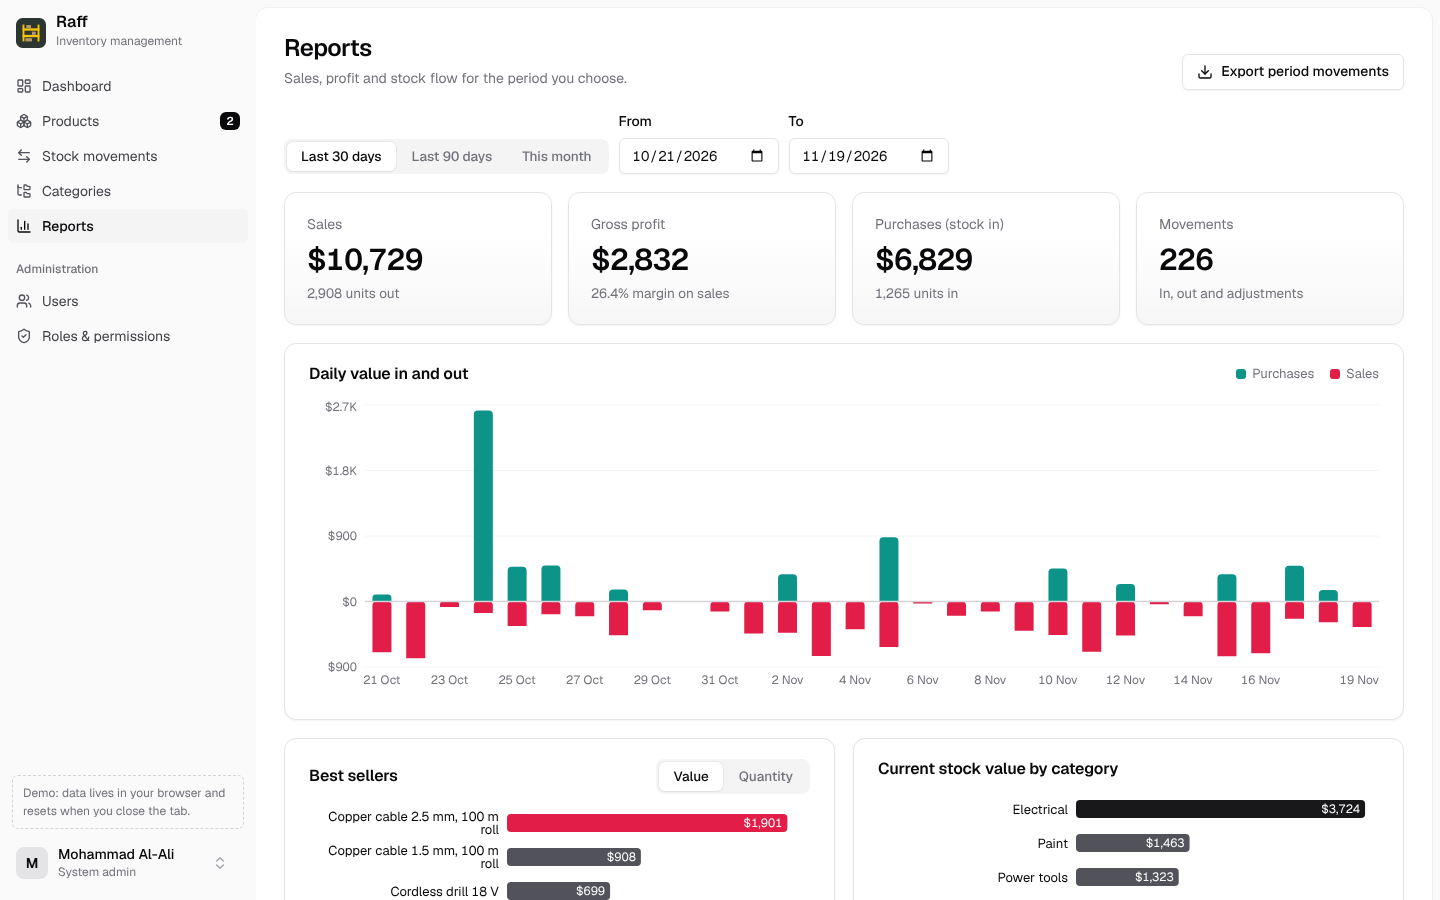 Raff
Inventory management
Dashboard
Products
2
Stock movements
Categories
Reports
Administration
Users
Roles & permissions
Demo: data lives in your browser and
resets when you close the tab.
M
Mohammad Al-Ali
System admin
Reports
Sales, profit and stock flow for the period you choose.
Export period movements
Last 30 days
Last 90 days
This month
From
10/21/2026
To
11/19/2026
Sales
$10,729
2,908 units out
Gross profit
$2,832
26.4% margin on sales
Purchases (stock in)
$6,829
1,265 units in
Movements
226
In, out and adjustments
Daily value in and out
Purchases
Sales
$2.7K
$1.8K
$900
$0
$900
21 Oct
23 Oct
25 Oct
27 Oct
29 Oct
31 Oct
2 Nov
4 Nov
6 Nov
8 Nov
10 Nov
12 Nov
14 Nov
16 Nov
19 Nov
Best sellers
Value
Quantity
Copper cable 2.5 mm, 100 m
roll
$1,901
Copper cable 1.5 mm, 100 m
roll
$908
Cordless drill 18 V
$699
Current stock value by category
Electrical
$3,724
Paint
$1,463
Power tools
$1,323